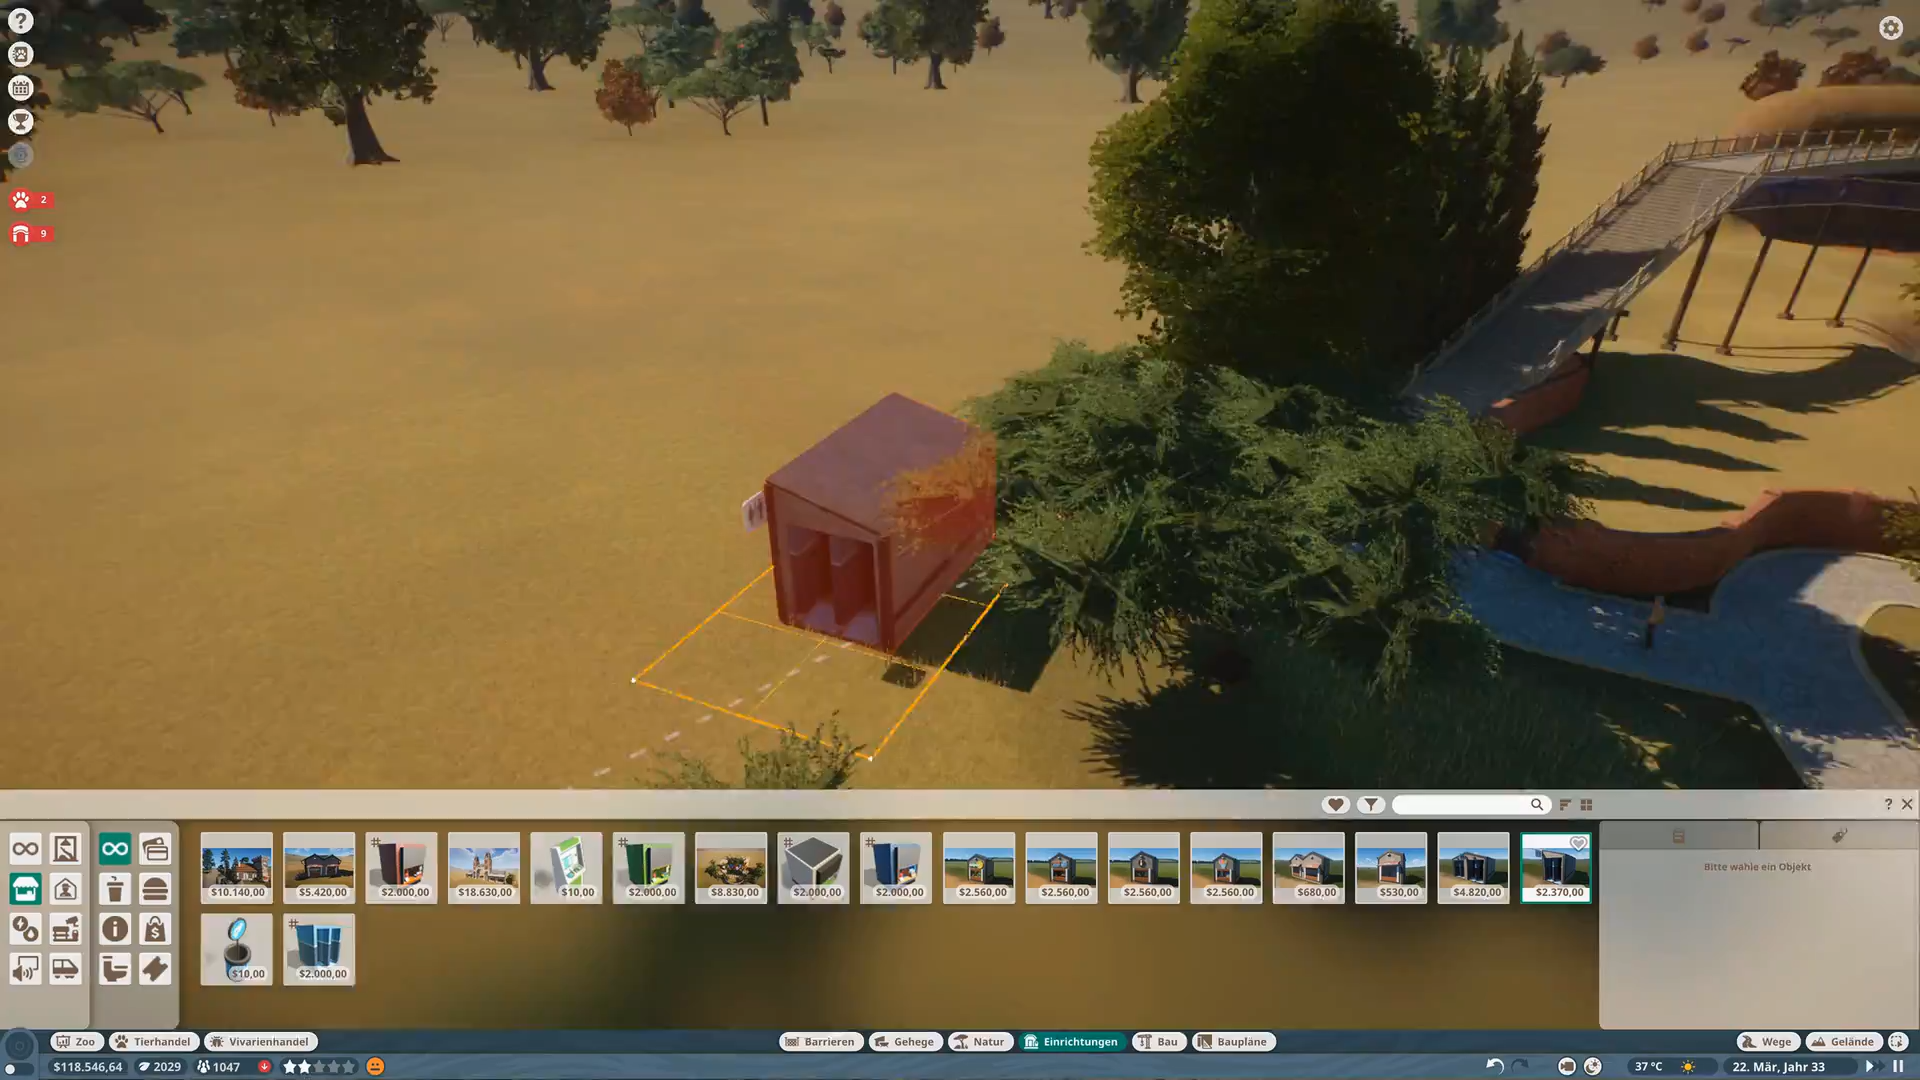 ?
2
9
? ×
Bitte wähle ein Objekt
$10.140,00 $5.420,00 $2.000,00 $18.630,00 $10,00 $2.000,00 $8.830,00 $2.000,00 $2.000,00 $2.560,00 $2.560,00 $2.560,00 $2.560,00 $680,00 $530,00 $4.820,00 $2.370,00
$10,00 $2.000,00
Zoo Tierhandel Vivarienhandel Barrieren Gehege Natur Einrichtungen Bau Baupläne Wege Gelände
$118.546,64 2029 1047 37 °C 22. Mär, Jahr 33